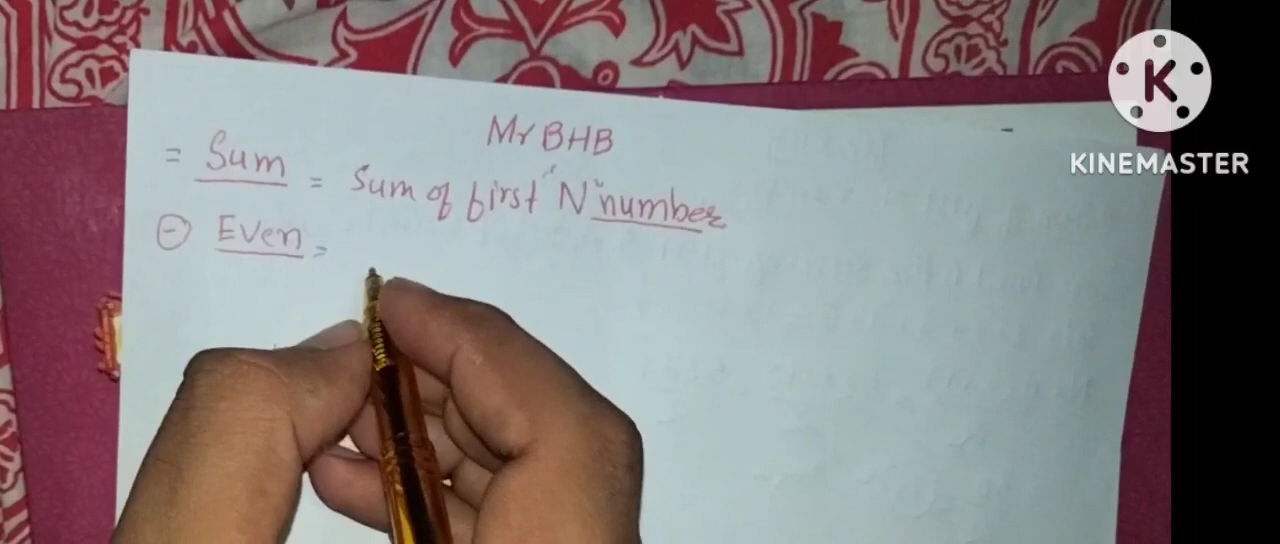 Mr BHB
= Sum = Sum of first "N" number
⊖ Even =
K
KINEMASTER